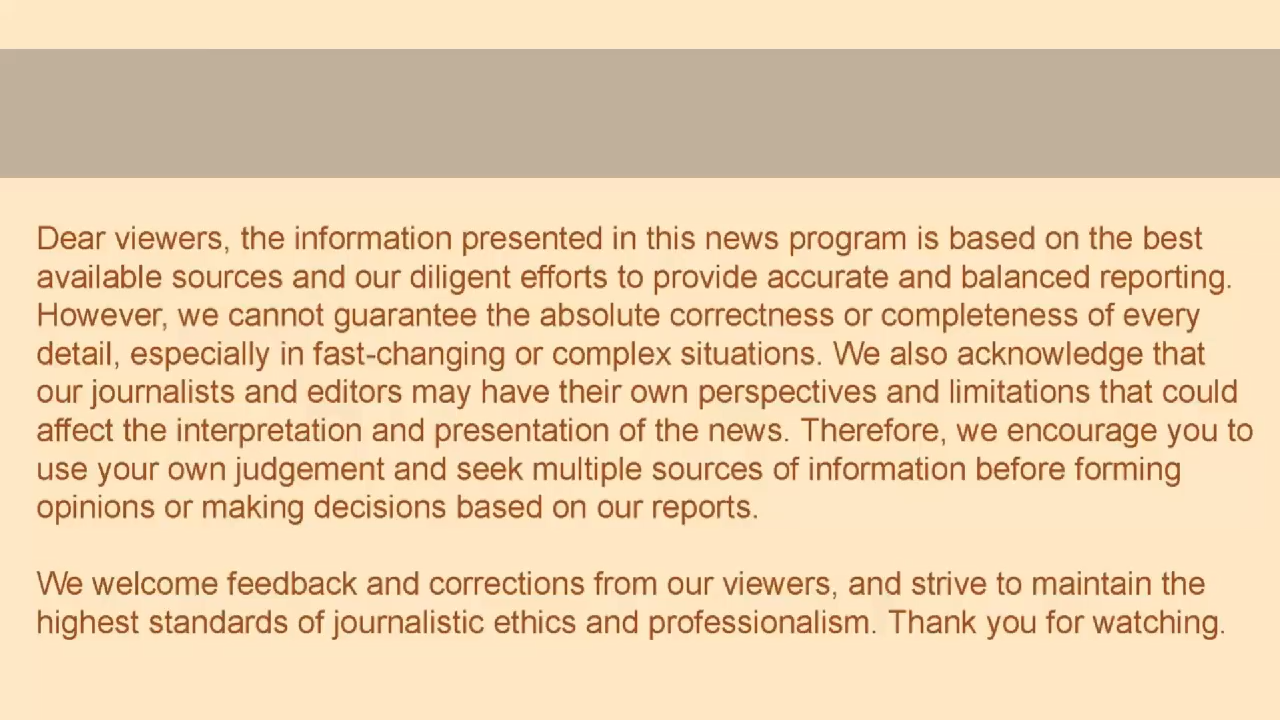 Dear viewers, the information presented in this news program is based on the best
available sources and our diligent efforts to provide accurate and balanced reporting.
However, we cannot guarantee the absolute correctness or completeness of every
detail, especially in fast-changing or complex situations. We also acknowledge that
our journalists and editors may have their own perspectives and limitations that could
affect the interpretation and presentation of the news. Therefore, we encourage you to
use your own judgement and seek multiple sources of information before forming
opinions or making decisions based on our reports.
We welcome feedback and corrections from our viewers, and strive to maintain the
highest standards of journalistic ethics and professionalism. Thank you for watching.